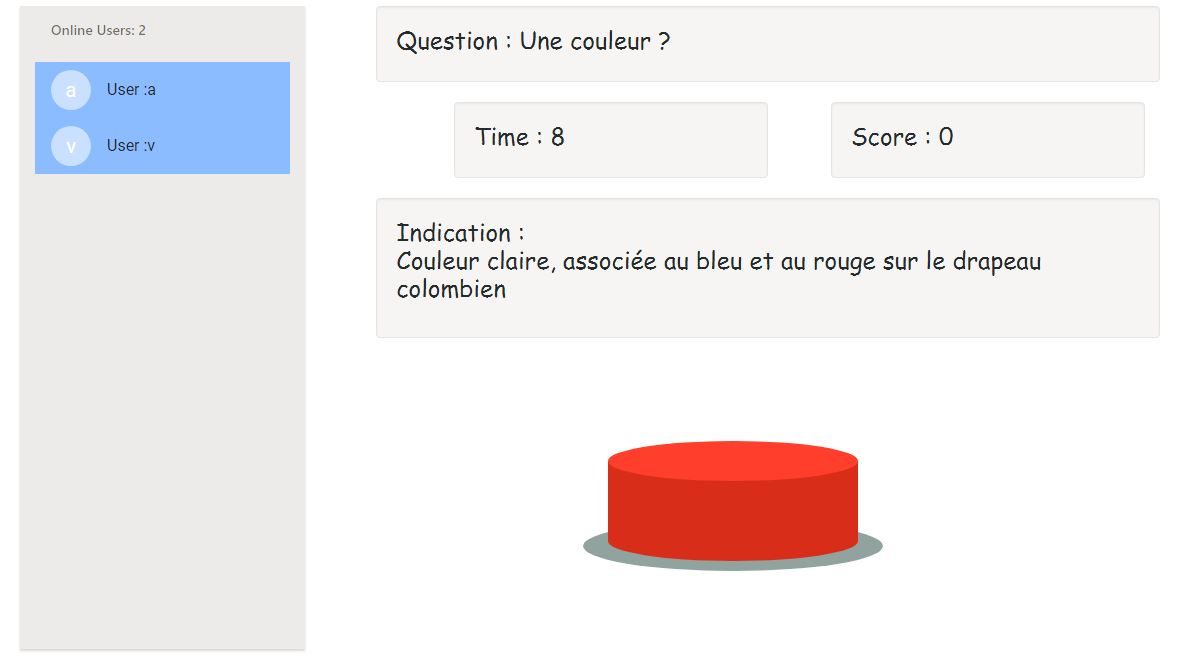 Online Users: 2
a
User :a
v
User :v
Question : Une couleur ?
Time : 8
Score : 0
Indication :
Couleur claire, associée au bleu et au rouge sur le drapeau
colombien